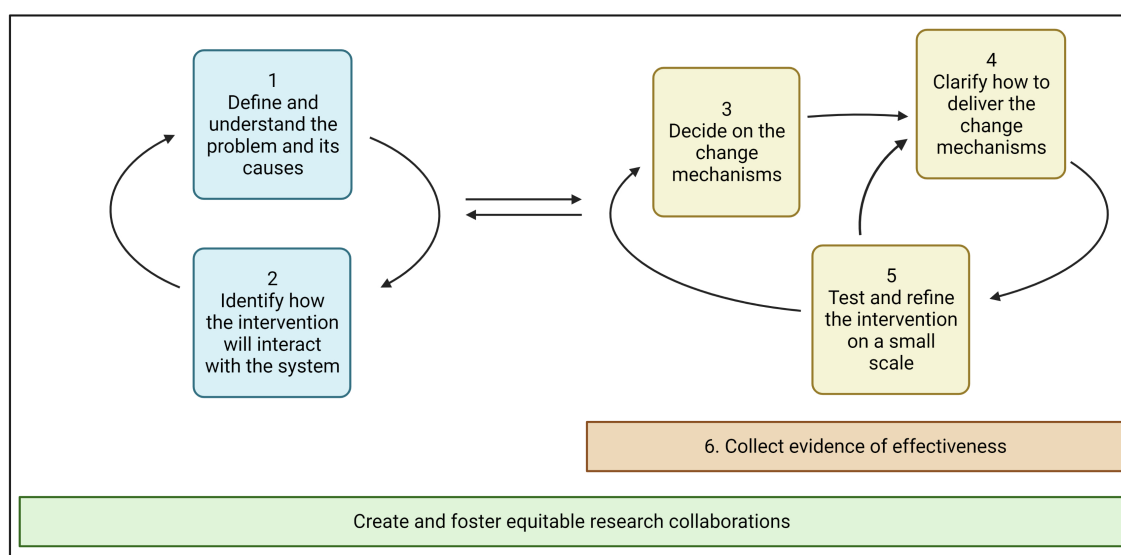 1
Define and
understand the
problem and its
causes
2
Identify how
the intervention
will interact
with the system
3
Decide on the
change
mechanisms
4
Clarify how to
deliver the
change
mechanisms
5
Test and refine
the intervention
on a small
scale
6. Collect evidence of effectiveness
Create and foster equitable research collaborations